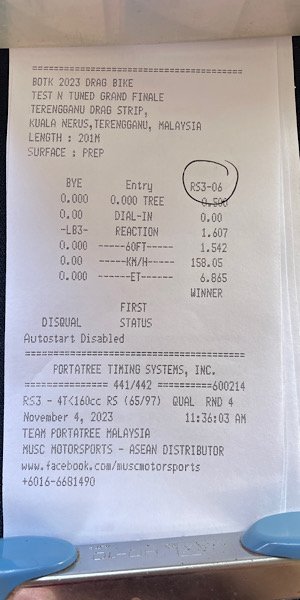 ========================================
BOTK 2023 DRAG BIKE
TEST N TUNED GRAND FINALE
TERENGGANU DRAG STRIP,
KUALA NERUS,TERENGGANU, MALAYSIA
LENGTH : 201M
SURFACE : PREP
BYE Entry RS3-06
0.000 0.000 TREE 0.500
0.00 DIAL-IN 0.00
-LB3- REACTION 1.607
0.000 ------60FT------ 1.542
0.00 ------KM/H------ 158.05
0.000 -------ET------- 6.865
WINNER
FIRST
DISQUAL STATUS
Autostart Disabled
========================================
PORTATREE TIMING SYSTEMS, INC.
=============== 441/442 ==========600214
RS3 - 4T<160cc RS (65/97) QUAL RND 4
November 4, 2023 11:36:03 AM
TEAM PORTATREE MALAYSIA
MUSC MOTORSPORTS - ASEAN DISTRIBUTOR
www.facebook.com/muscmotorsports
+6016-6681490